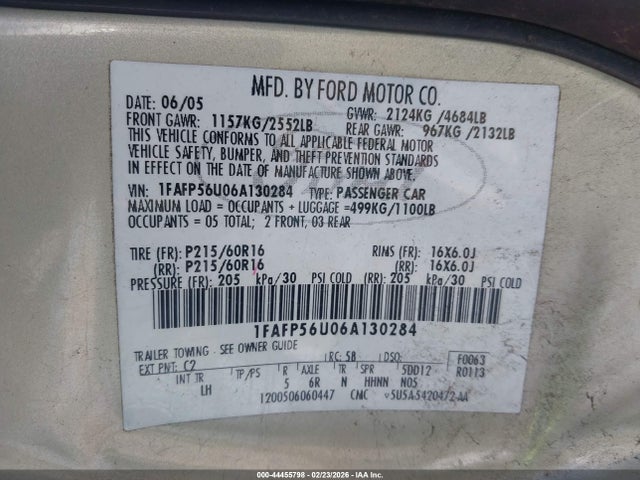 MFD. BY FORD MOTOR CO.
DATE: 06/05 GVWR: 2124KG/4684LB
FRONT GAWR: 1157KG/2552LB REAR GAWR: 967KG/2132LB
THIS VEHICLE CONFORMS TO ALL APPLICABLE FEDERAL MOTOR
VEHICLE SAFETY, BUMPER, AND THEFT PREVENTION STANDARDS
IN EFFECT ON THE DATE OF MANUFACTURE SHOWN ABOVE.
VIN: 1FAFP56U06A130284 TYPE: PASSENGER CAR
MAXIMUM LOAD = OCCUPANTS + LUGGAGE =499KG/1100LB
OCCUPANTS = 05 TOTAL; 2 FRONT, 03 REAR
TIRE (FR): P215/60R16 RIMS (FR): 16X6.0J
(RR): P215/60R16 (RR): 16X6.0J
PRESSURE (FR): 205 kPa/30 PSI COLD (RR): 205 kPa/30 PSI COLD
1FAFP56U06A130284
TRAILER TOWING - SEE OWNER GUIDE
EXT PNT: C2 RC: 58 DSO: F0063
INT TR TP/PS R AXLE TR SPR 5DD12 R0113
LH 5 6R N HHNN N05
1200506060447 CMC 5U5A-5420472-AA
000-44455798 - 02/23/2026 - IAA Inc.